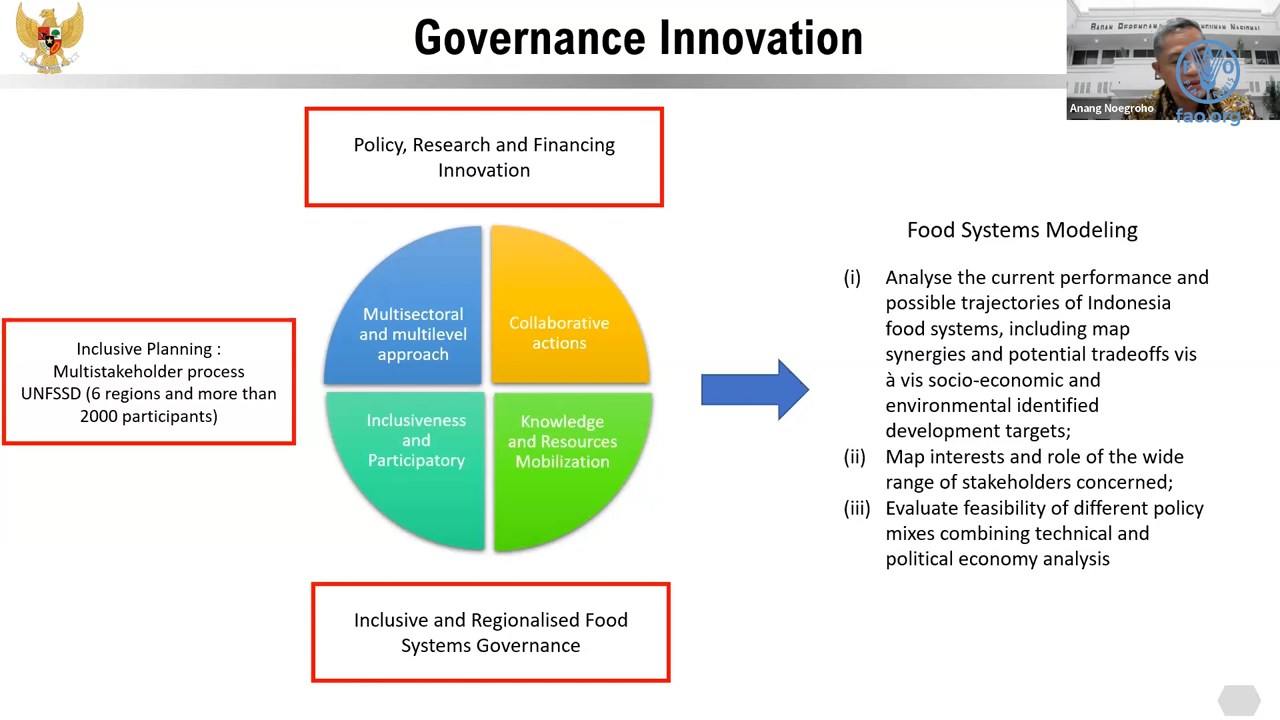 Governance Innovation
BADAN PERENCANAAN PEMBANGUNAN NASIONAL
F O
Anang Noegroho
fao.org
Policy, Research and Financing
Innovation
Multisectoral
and multilevel
approach
Collaborative
actions
Inclusive Planning :
Multistakeholder process
UNFSSD (6 regions and more than
2000 participants)
Inclusiveness
and
Participatory
Knowledge
and Resources
Mobilization
Inclusive and Regionalised Food
Systems Governance
Food Systems Modeling
(i) Analyse the current performance and
possible trajectories of Indonesia
food systems, including map
synergies and potential tradeoffs vis
à vis socio-economic and
environmental identified
development targets;
(ii) Map interests and role of the wide
range of stakeholders concerned;
(iii) Evaluate feasibility of different policy
mixes combining technical and
political economy analysis